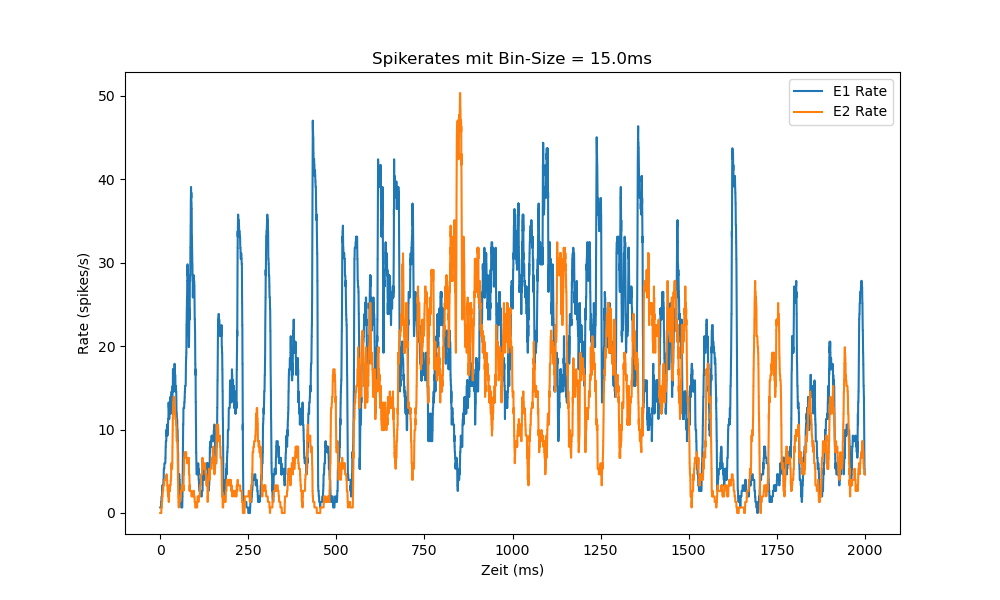 Spikerates mit Bin-Size = 15.0ms
E1 Rate
E2 Rate
50
40
30
20
10
0
Rate (spikes/s)
0 250 500 750 1000 1250 1500 1750 2000
Zeit (ms)